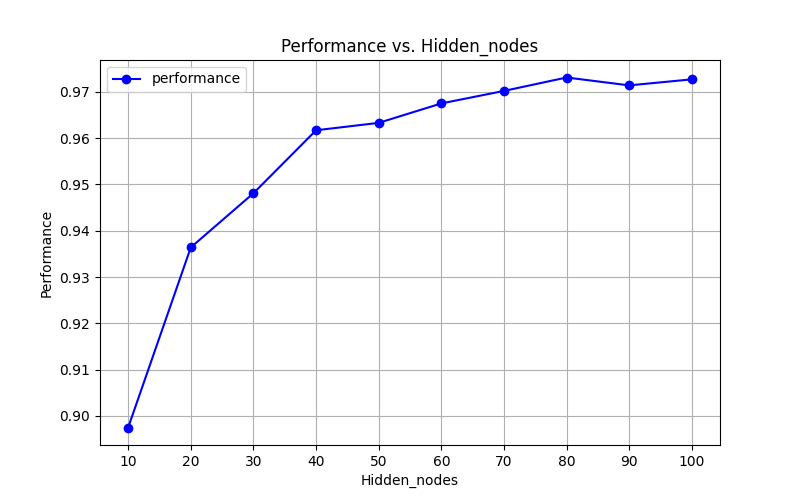 Performance vs. Hidden_nodes
performance
Performance
0.97
0.96
0.95
0.94
0.93
0.92
0.91
0.90
10 20 30 40 50 60 70 80 90 100
Hidden_nodes